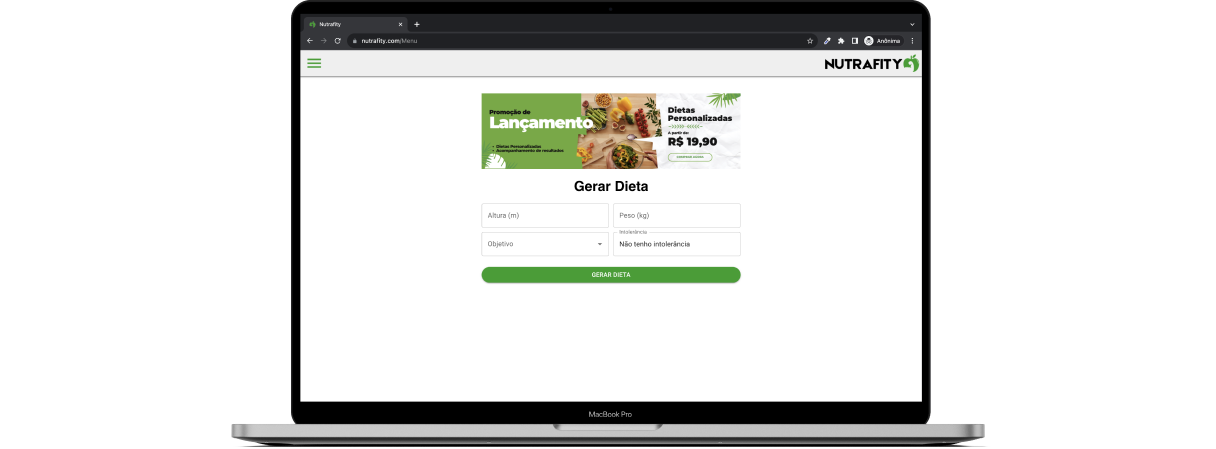 Nutrafity
nutrafity.com/Menu
Anônima
NUTRAFITY
Promoção de
Lançamento
Dietas Personalizadas
Acompanhamento de resultados
Dietas
Personalizadas
A partir de:
R$ 19,90
Gerar Dieta
Altura (m)
Peso (kg)
Objetivo
Intolerância
Não tenho intolerância
GERAR DIETA
MacBook Pro